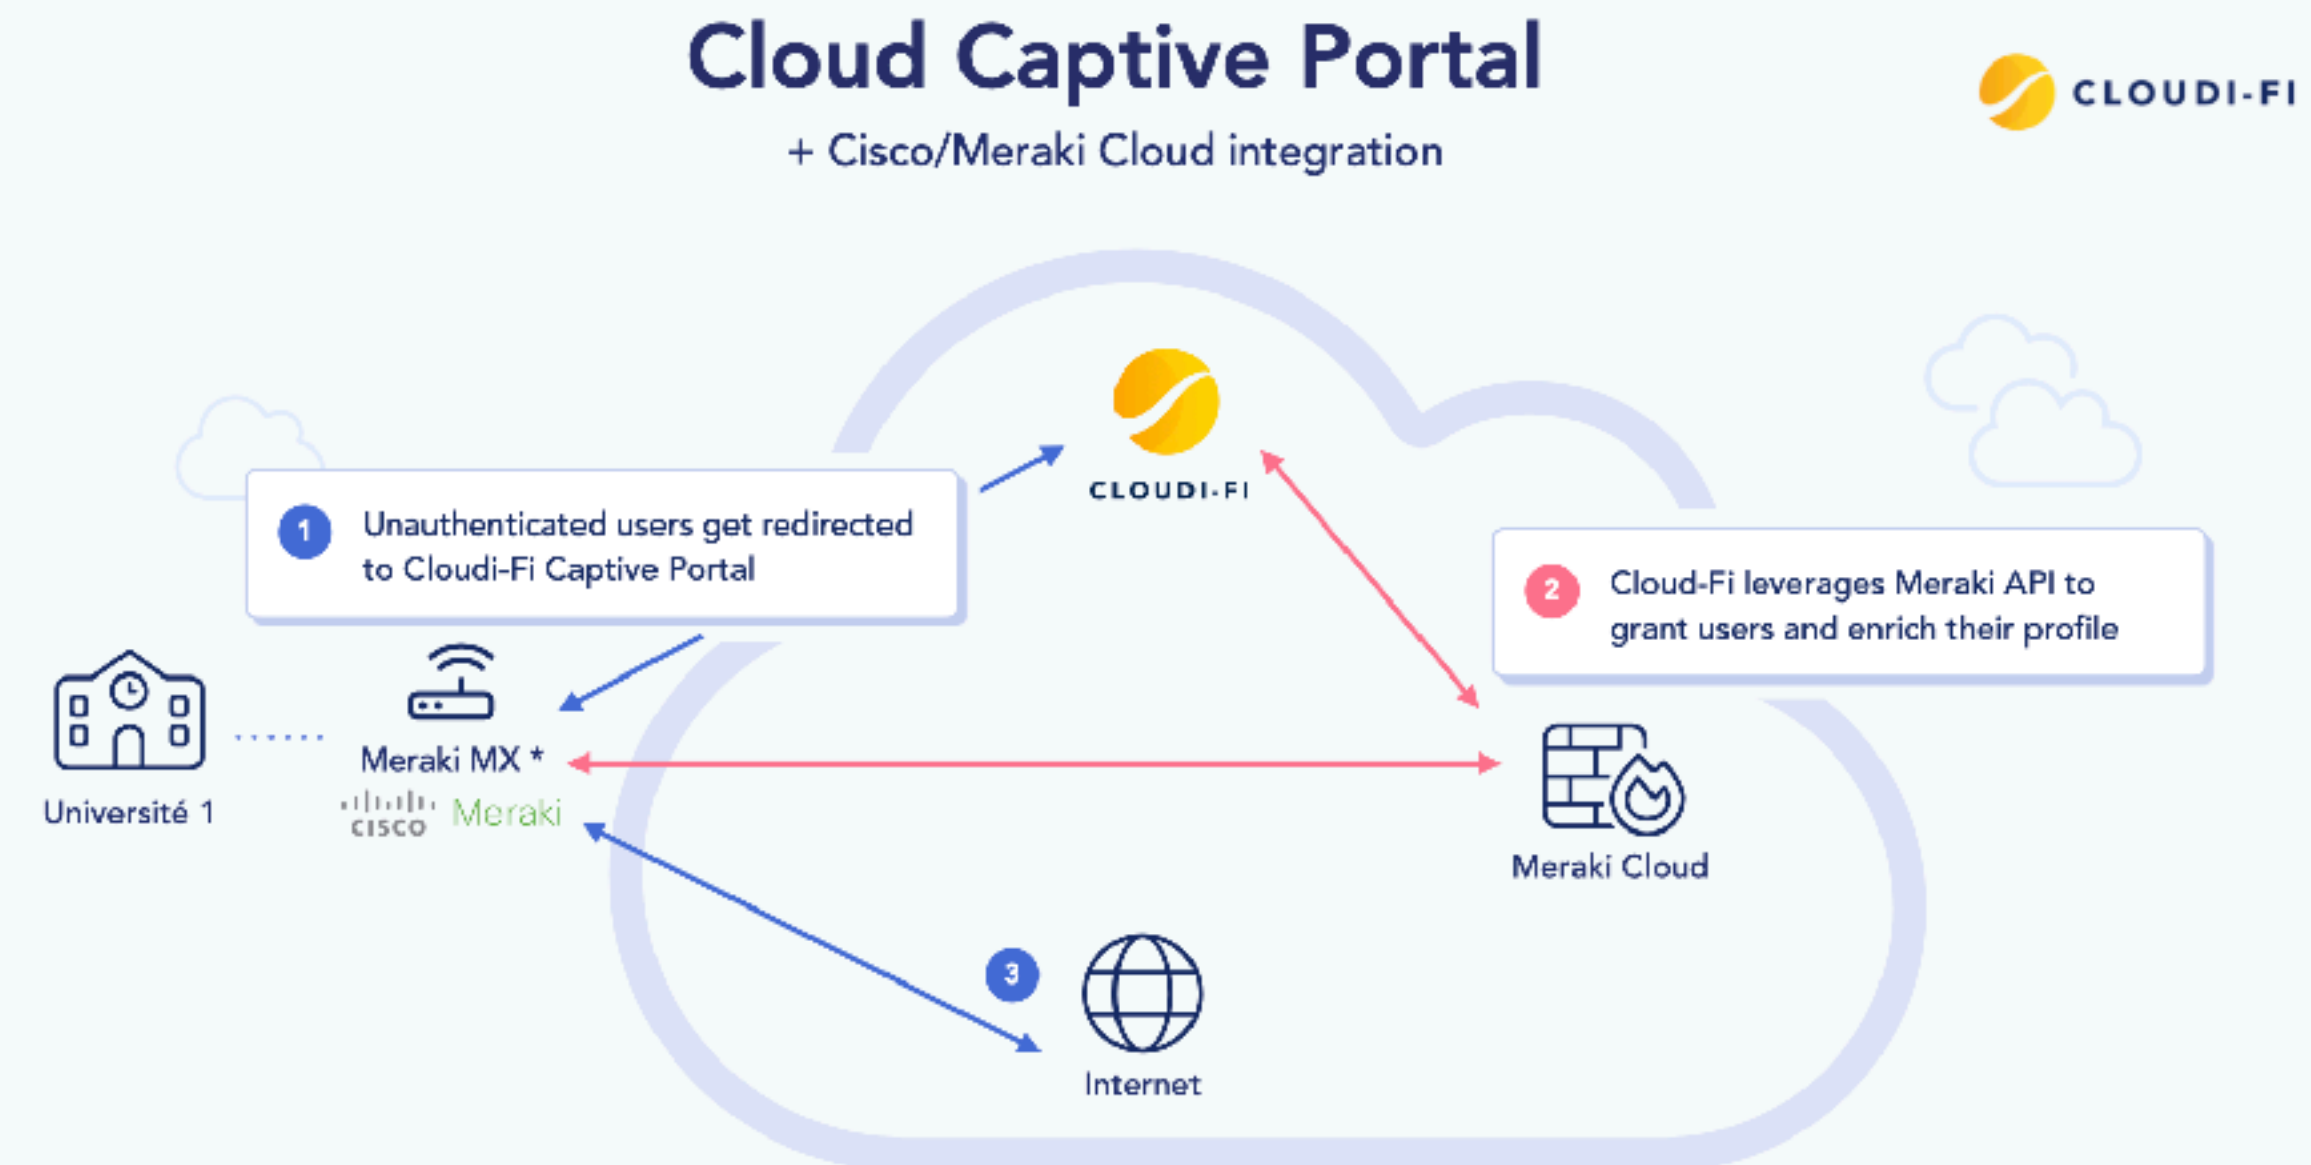 Cloud Captive Portal
+ Cisco/Meraki Cloud integration
CLOUDI-FI
CLOUDI-FI
1
Unauthenticated users get redirected
to Cloudi-Fi Captive Portal
2
Cloud-Fi leverages Meraki API to
grant users and enrich their profile
Université 1
Meraki MX *
CISCO Meraki
Meraki Cloud
3
Internet